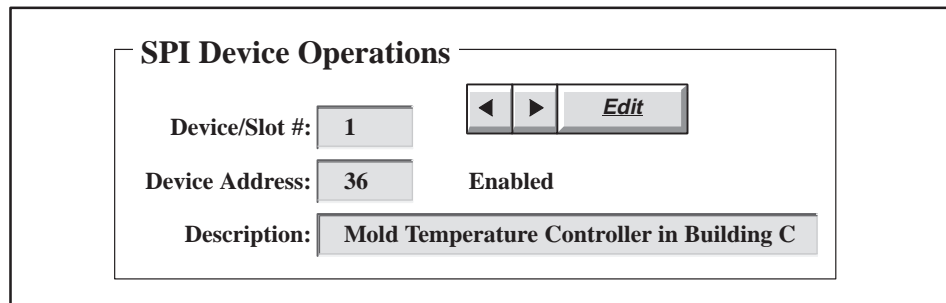 SPI Device Operations
Edit
Device/Slot #: 1
Device Address: 36 Enabled
Description: Mold Temperature Controller in Building C